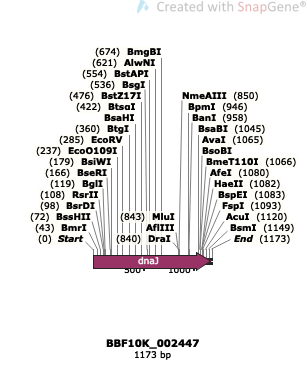 Created with SnapGene®
(674) BmgBI
(621) AlwNI
(554) BstAPI
(536) BsgI
(476) BstZ17I
(422) BtsαI
BsaHI
(360) BtgI
(285) EcoRV
(237) EcoO109I
(179) BsiWI
(166) BseRI
(119) BglI
(108) RsrII
(98) BsrDI
(72) BssHII
(43) BmrI
(0) Start
(843) MluI
AflIII
(840) DraI
NmeAIII (850)
BpmI (946)
BanI (958)
BsaBI (1045)
AvaI (1065)
BsoBI
BmeT110I (1066)
AfeI (1080)
HaeII (1082)
BspEI (1083)
FspI (1093)
AcuI (1120)
BsmI (1149)
End (1173)
dnaJ
500
1000
BBF10K_002447
1173 bp